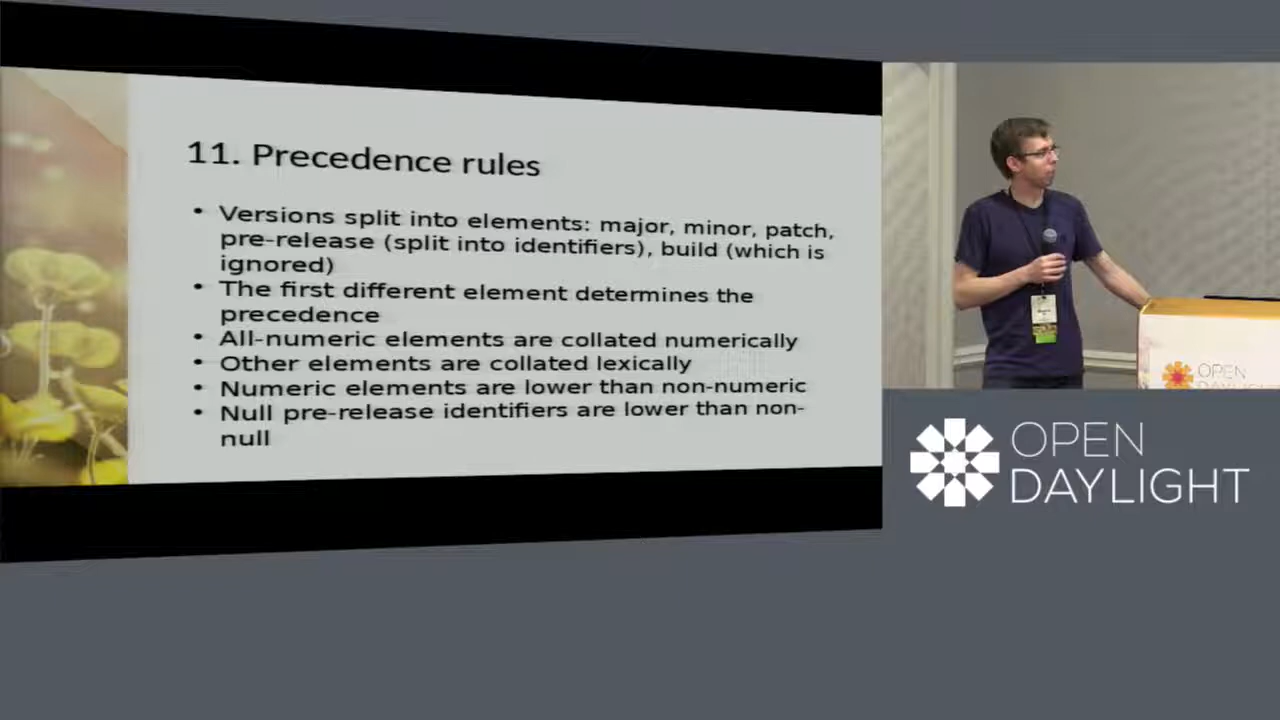 11. Precedence rules
• Versions split into elements: major, minor, patch,
pre-release (split into identifiers), build (which is
ignored)
• The first different element determines the
precedence
• All-numeric elements are collated numerically
• Other elements are collated lexically
• Numeric elements are lower than non-numeric
• Null pre-release identifiers are lower than non-
null
OPEN
OPEN
DAYLIGHT